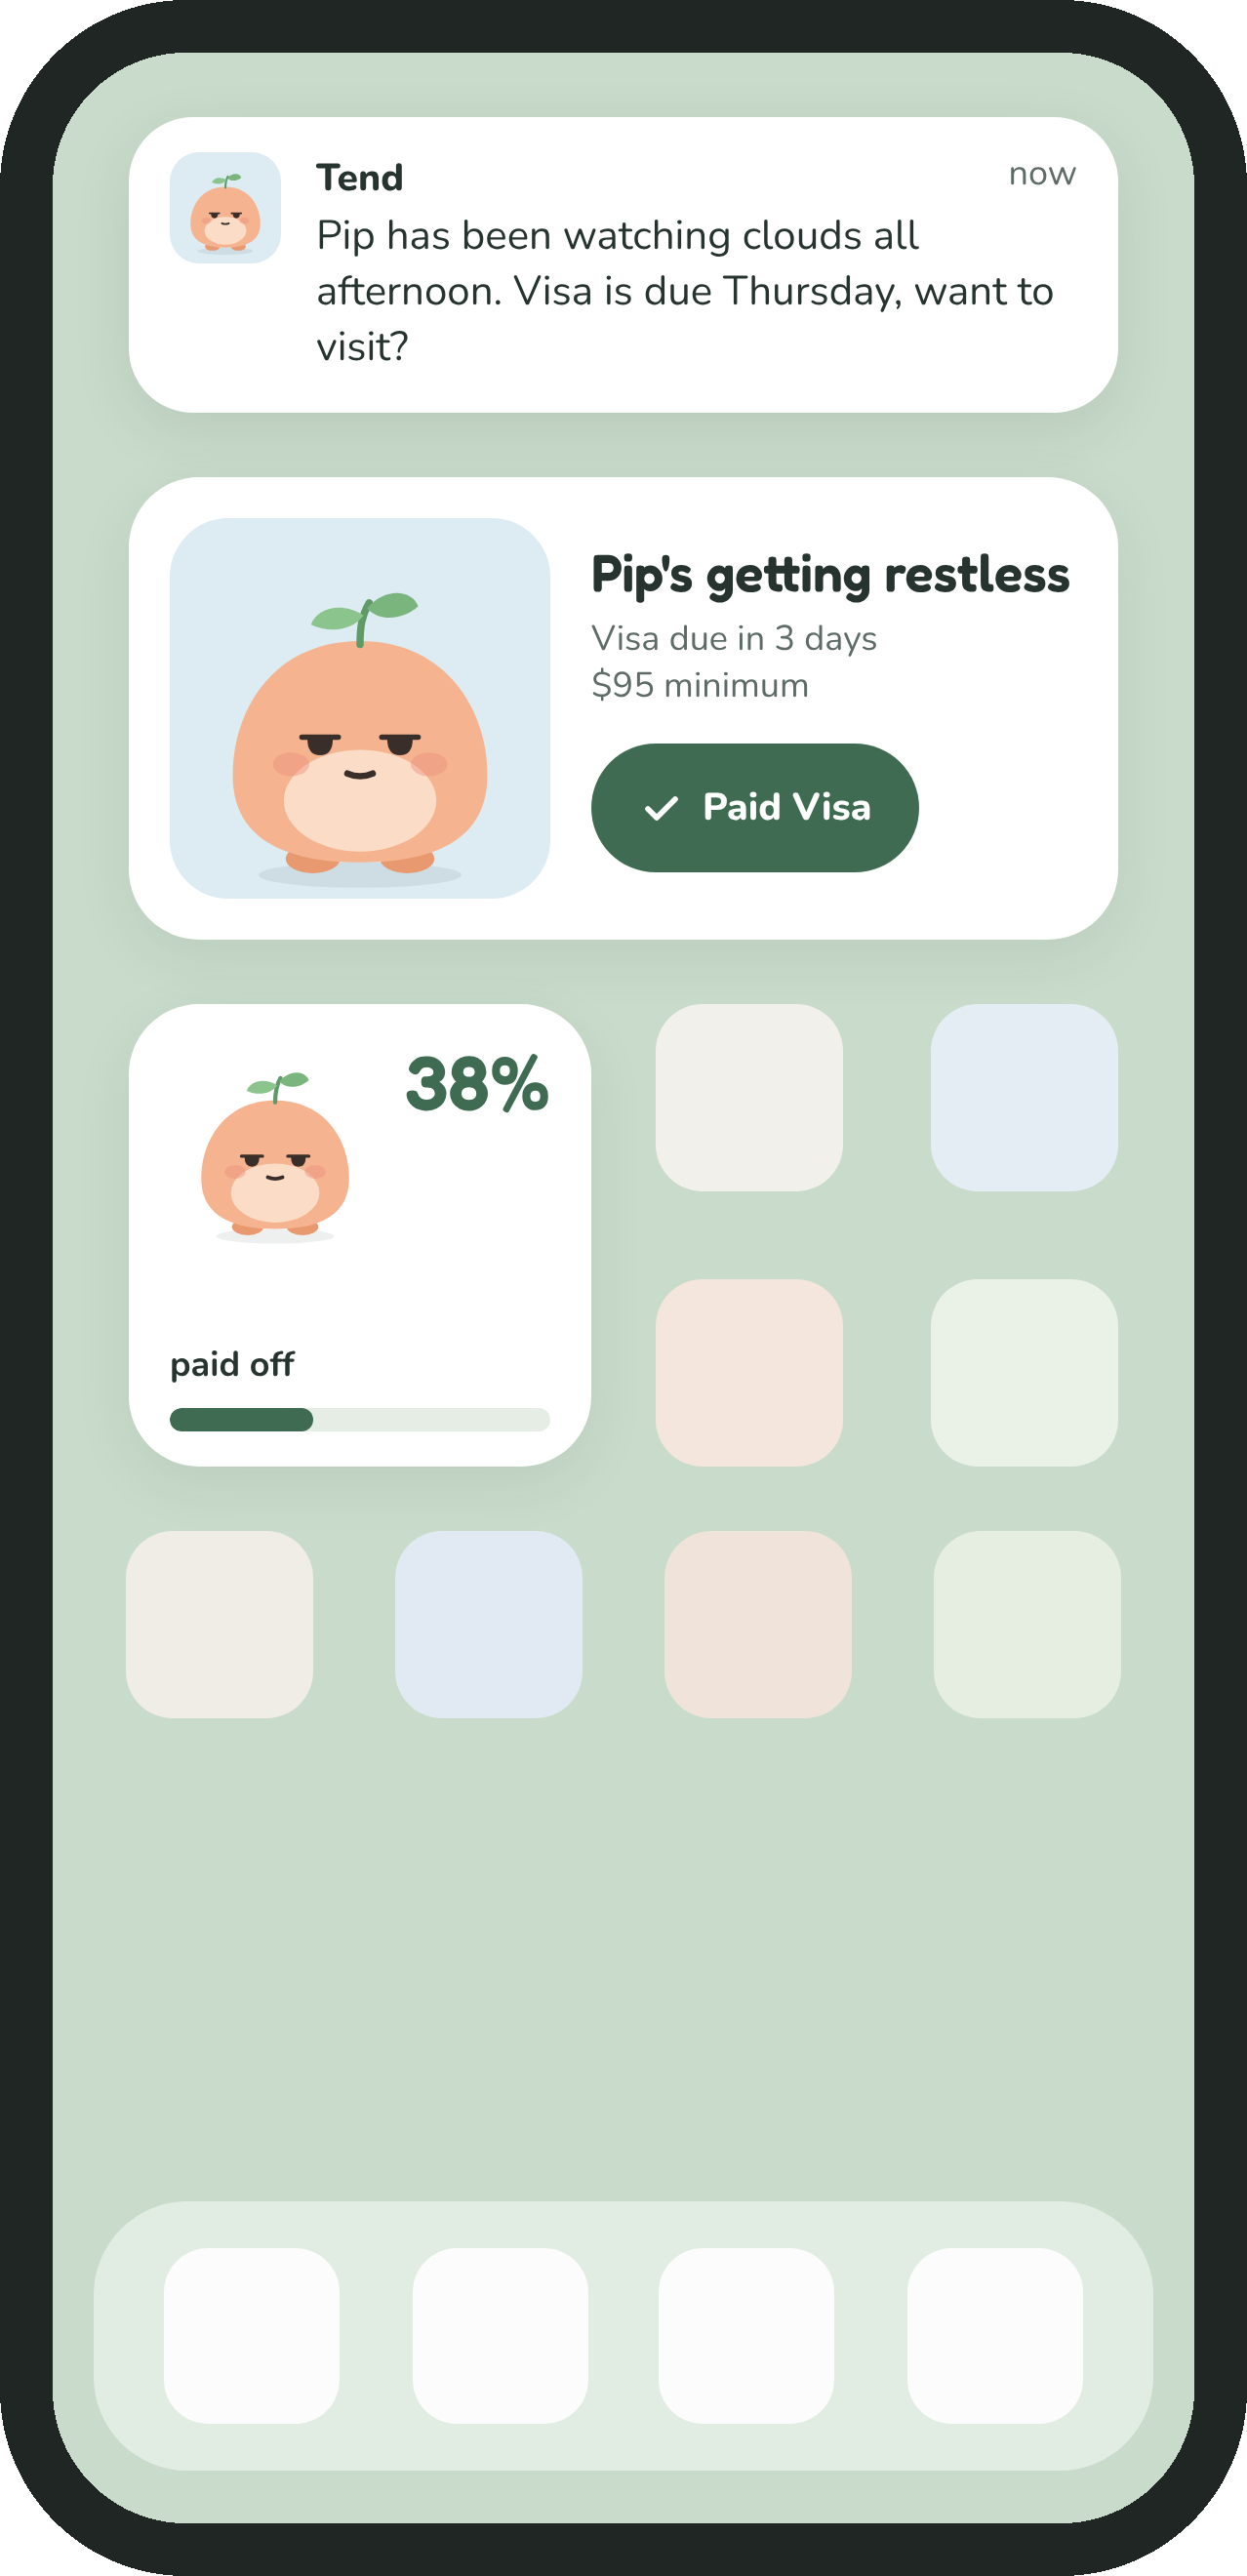 Tend
now
Pip has been watching clouds all
afternoon. Visa is due Thursday, want to
visit?
Pip's getting restless
Visa due in 3 days
$95 minimum
Paid Visa
38%
paid off